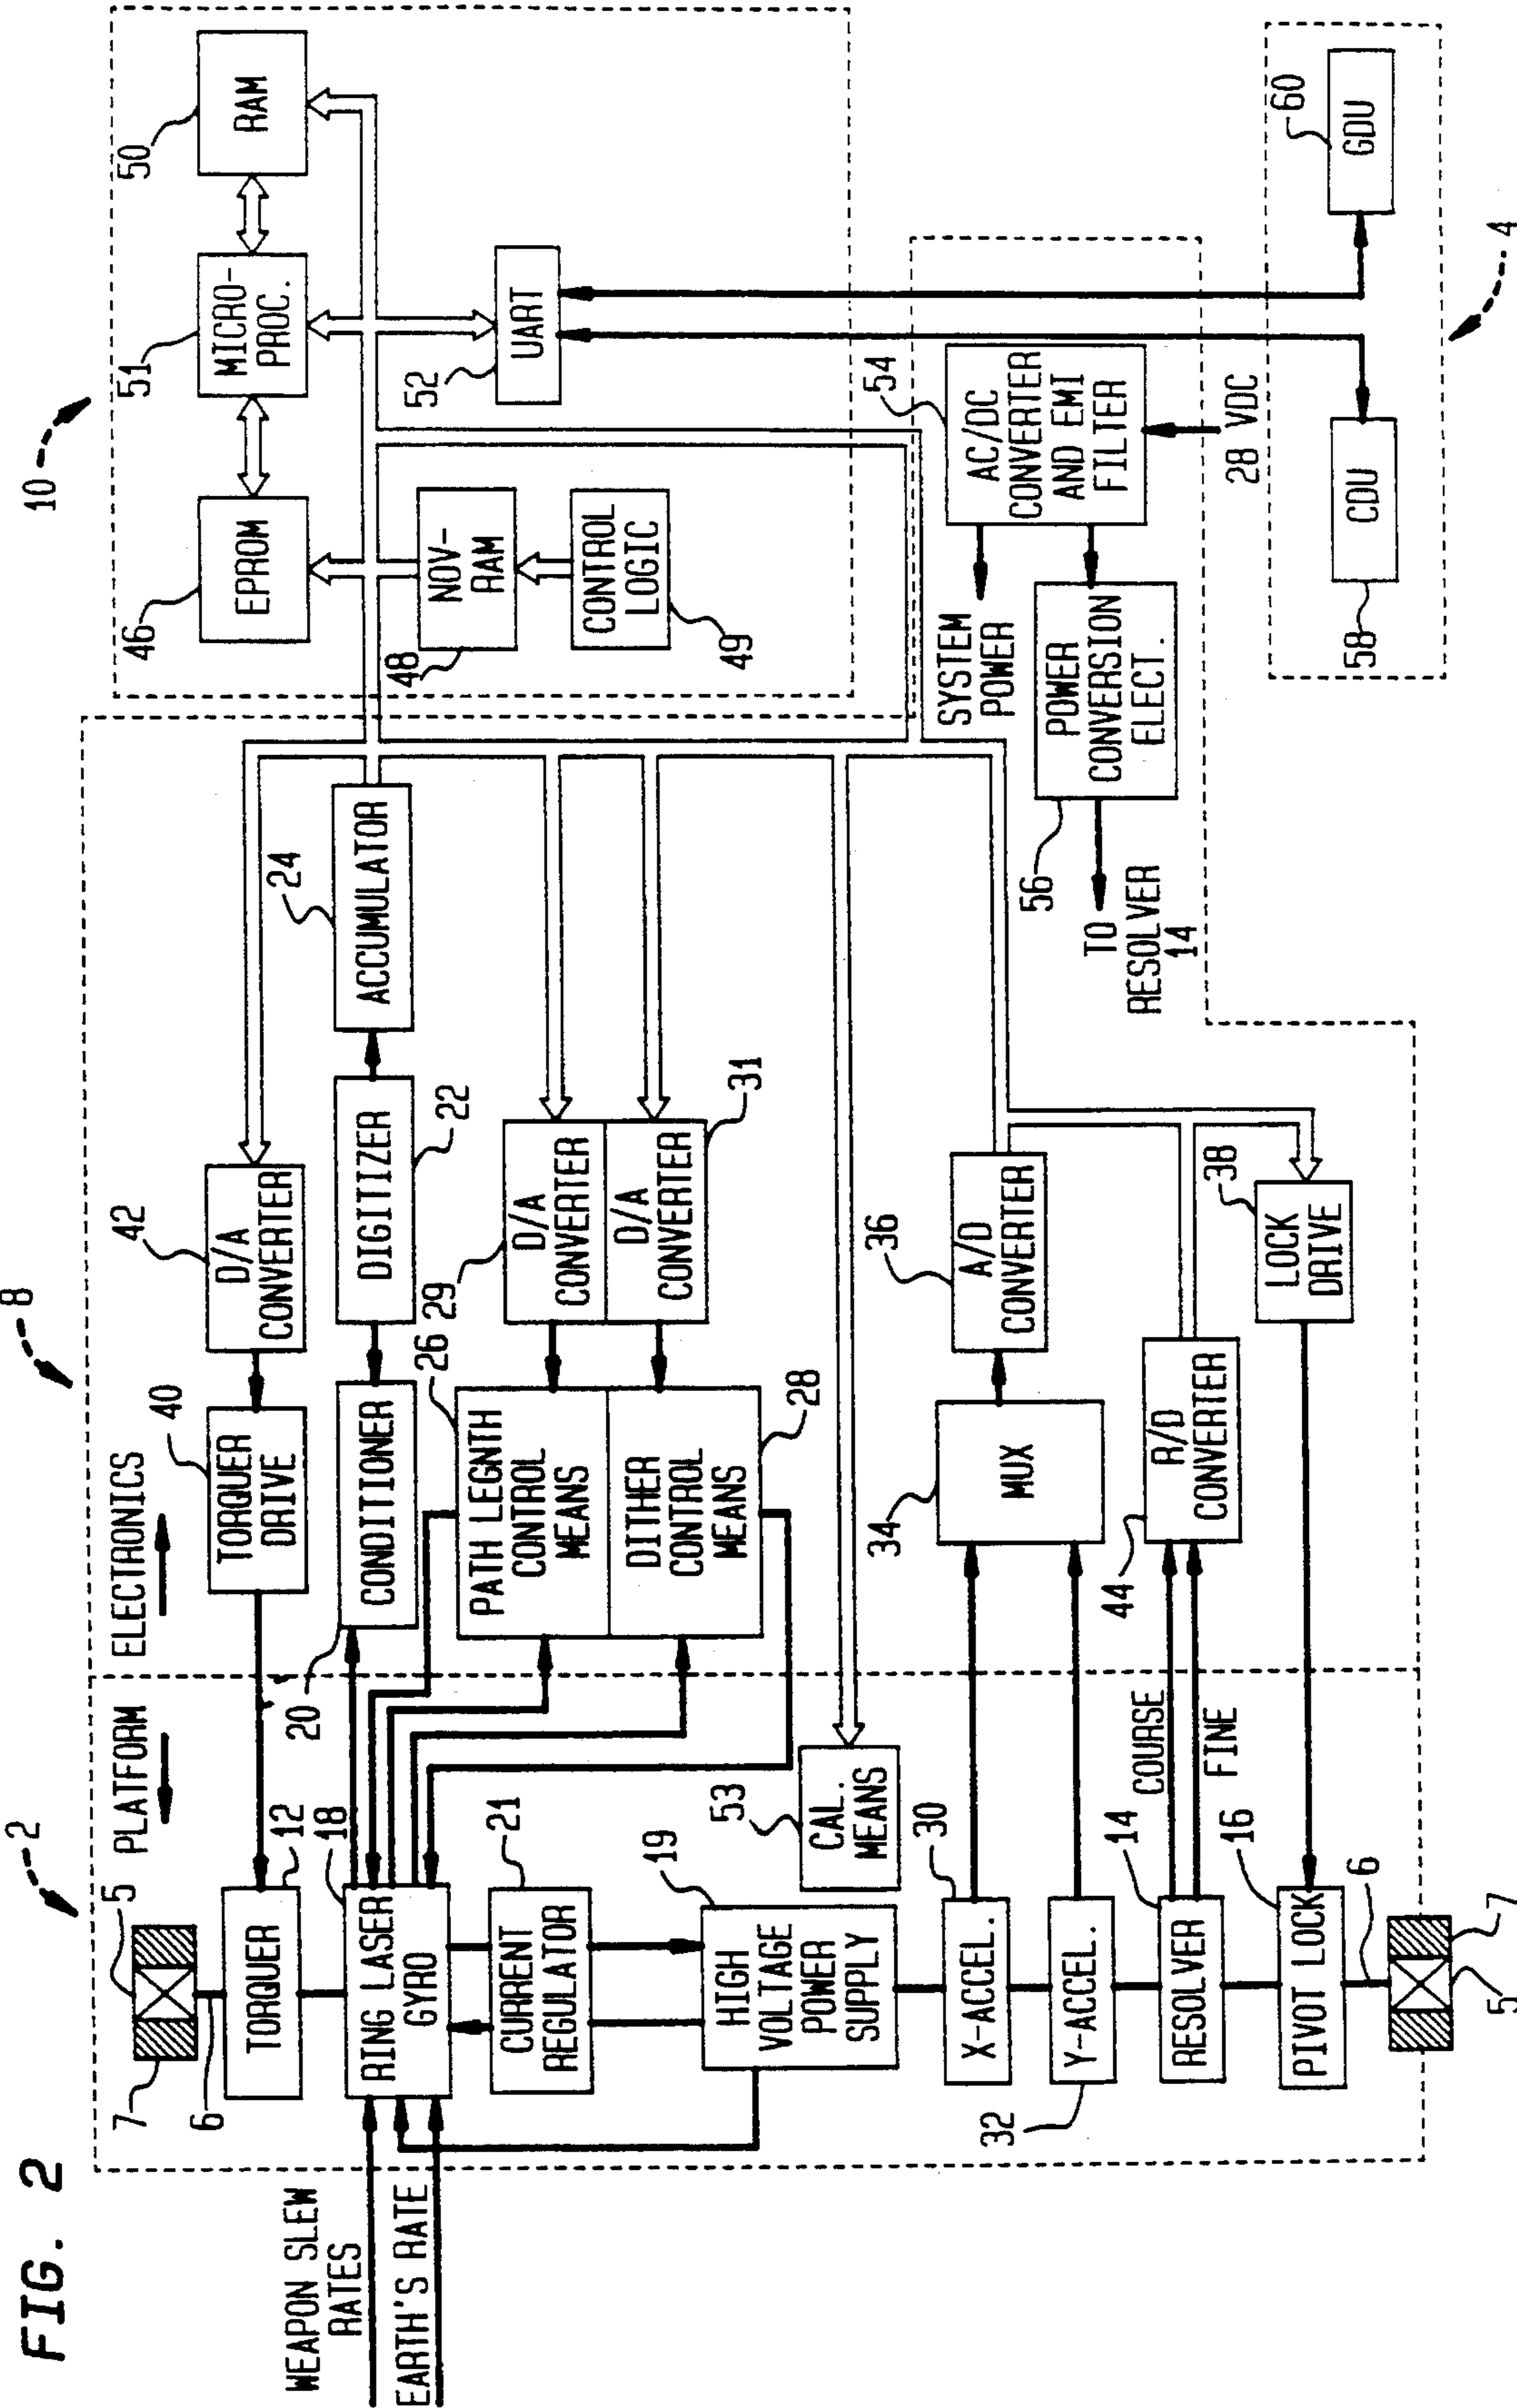 FIG. 2
2
8
10
PLATFORM
ELECTRONICS
WEAPON SLEW
RATES
EARTH'S RATE
5
7
6
TORQUER
12
RING LASER
GYRO
18
CURRENT
REGULATOR
21
HIGH
VOLTAGE
POWER
SUPPLY
19
CAL.
MEANS
53
X-ACCEL.
30
Y-ACCEL.
32
RESOLVER
14
COURSE
FINE
PIVOT LOCK
16
6
7
5
TORQUER
DRIVE
40
D/A
CONVERTER
42
CONDITIONER
20
DIGITIZER
22
ACCUMULATOR
24
PATH LEGNTH
CONTROL
MEANS
26
DITHER
CONTROL
MEANS
28
D/A
CONVERTER
29
D/A
CONVERTER
31
MUX
34
A/D
CONVERTER
36
R/D
CONVERTER
44
LOCK
DRIVE
38
EPROM
46
MICRO-
PROC.
51
RAM
50
NOV-
RAM
48
CONTROL
LOGIC
49
UART
52
AC/DC
CONVERTER
AND EMI
FILTER
54
28 VDC
SYSTEM
POWER
POWER
CONVERSION
ELECT.
56
TO
RESOLVER
14
CDU
58
GDU
60
4